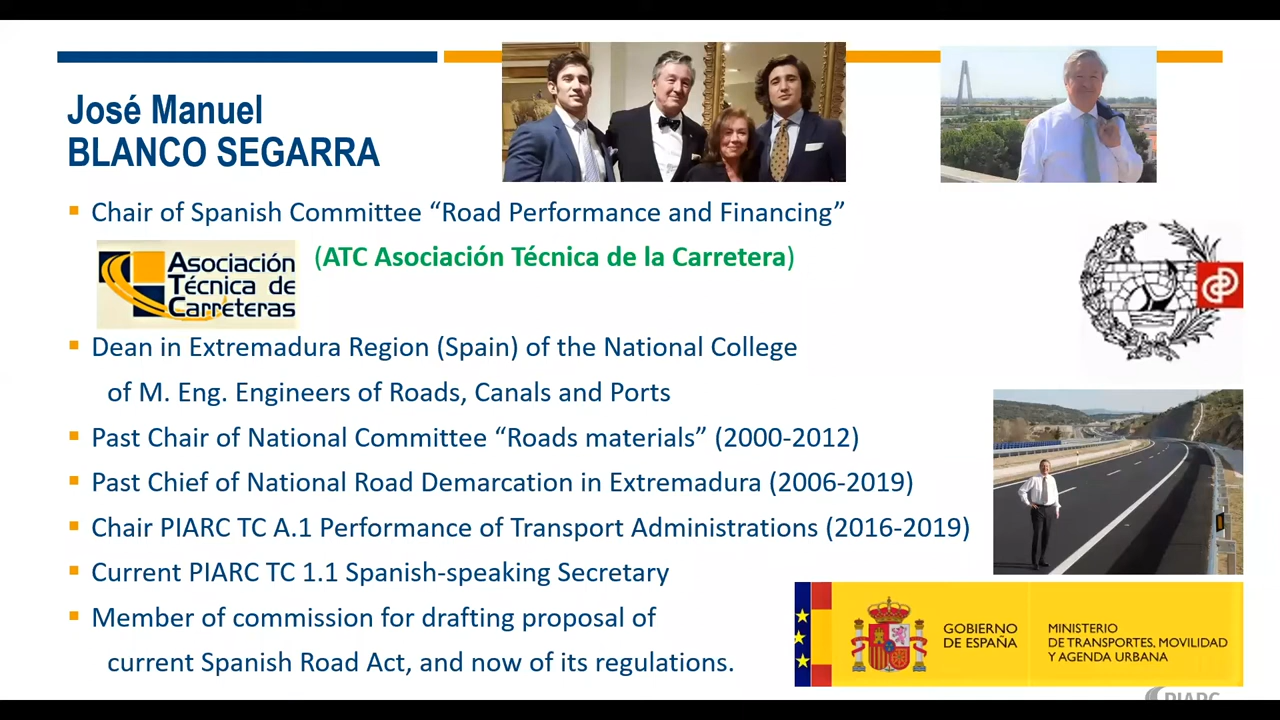 José Manuel
BLANCO SEGARRA
Chair of Spanish Committee “Road Performance and Financing”
Asociación
Técnica de
Carreteras
(ATC Asociación Técnica de la Carretera)
Dean in Extremadura Region (Spain) of the National College
of M. Eng. Engineers of Roads, Canals and Ports
Past Chair of National Committee “Roads materials” (2000-2012)
Past Chief of National Road Demarcation in Extremadura (2006-2019)
Chair PIARC TC A.1 Performance of Transport Administrations (2016-2019)
Current PIARC TC 1.1 Spanish-speaking Secretary
Member of commission for drafting proposal of
current Spanish Road Act, and now of its regulations.
GOBIERNO
DE ESPAÑA
MINISTERIO
DE TRANSPORTES, MOVILIDAD
Y AGENDA URBANA
PIARC